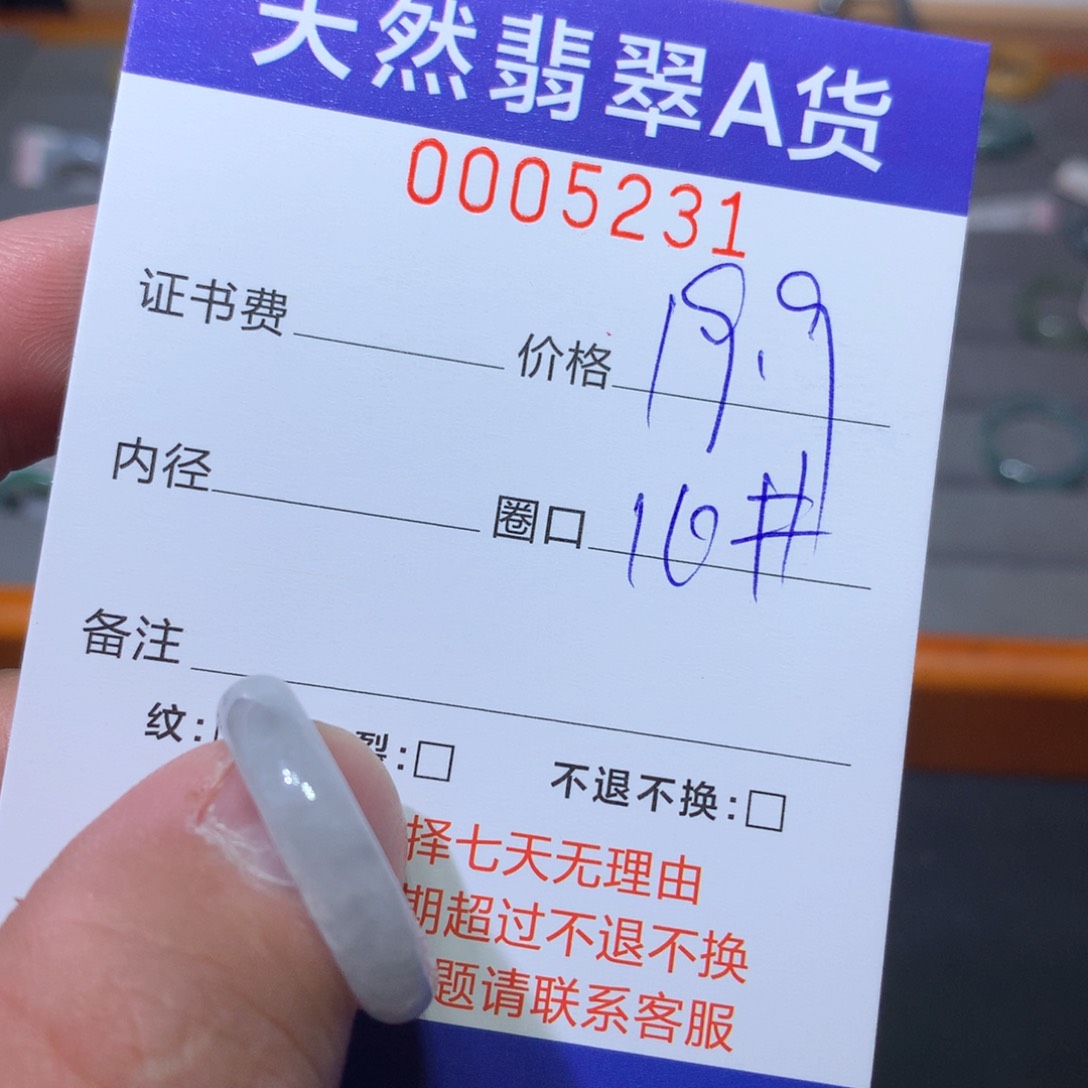 天然翡翠A货
0005231
证书费 价格 19.9
内径 圈口 10#
备注
纹: 裂:□ 不退不换:□
择七天无理由
期超过不退不换
题请联系客服